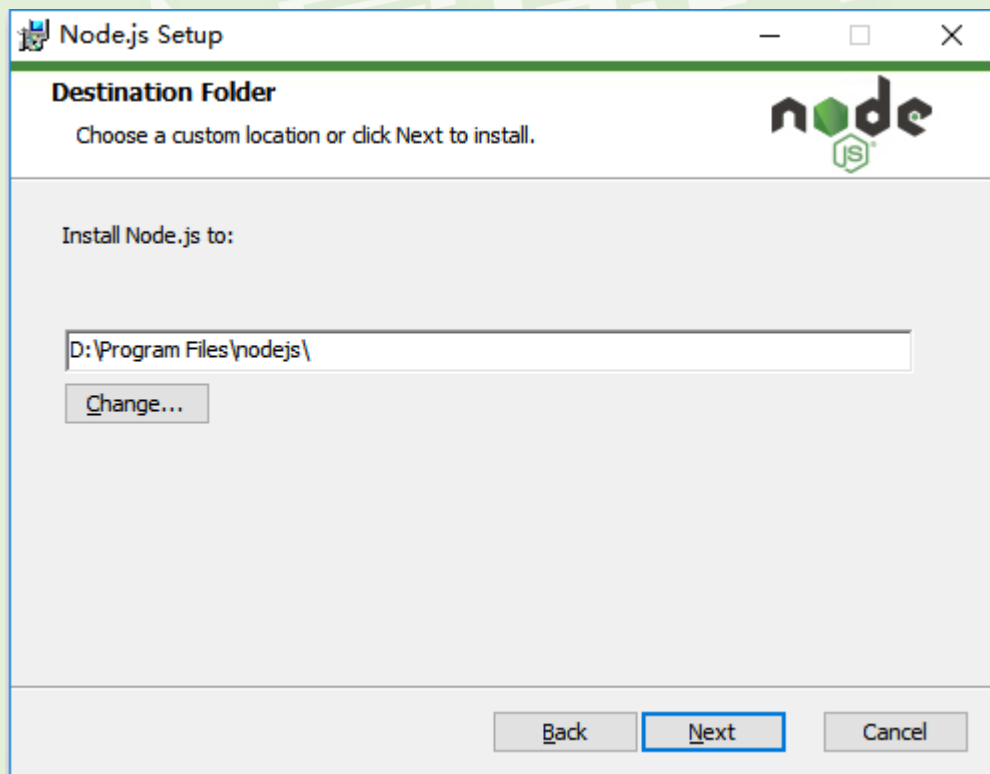 Node.js Setup
Destination Folder
Choose a custom location or click Next to install.
node
JS
Install Node.js to:
D:\Program Files\nodejs\
Change...
Back
Next
Cancel